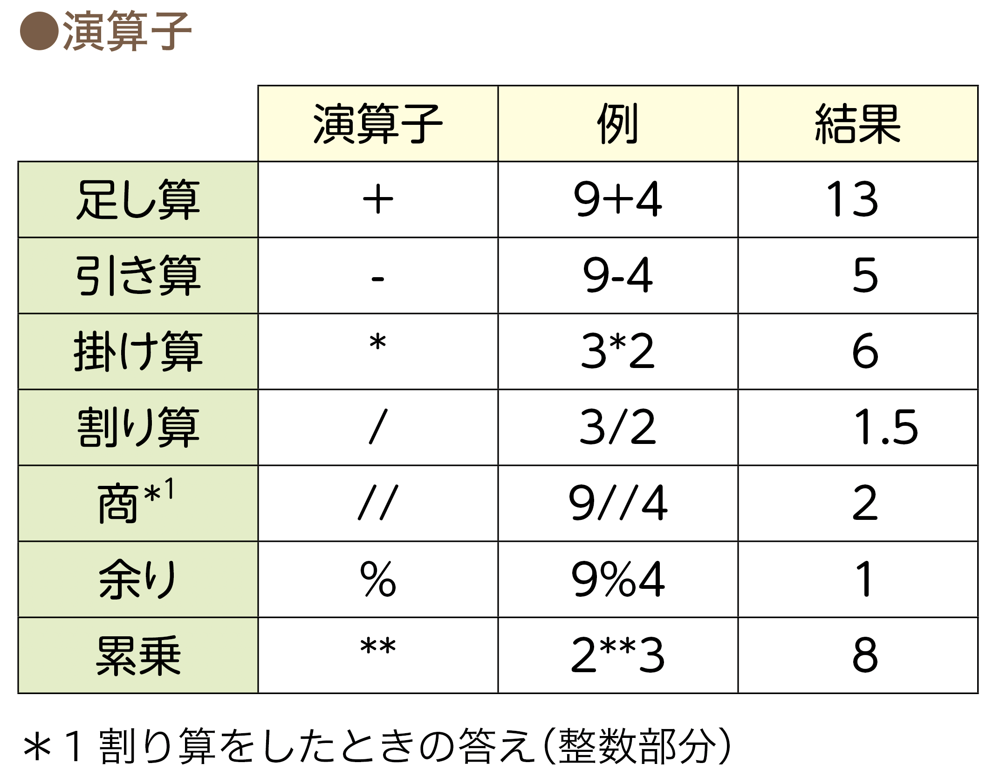 ●演算子
演算子 例 結果
足し算 + 9+4 13
引き算 - 9-4 5
掛け算 * 3*2 6
割り算 / 3/2 1.5
商*1 // 9//4 2
余り % 9%4 1
累乗 ** 2**3 8
＊1 割り算をしたときの答え（整数部分）